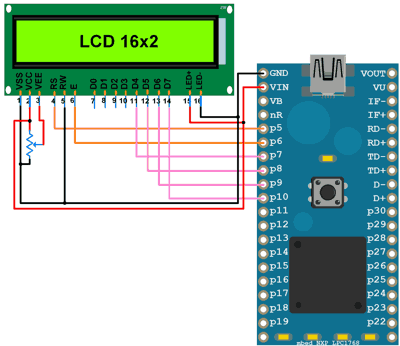 LCD 16x2
VSS VCC VEE RS RW E D0 D1 D2 D3 D4 D5 D6 D7 LED+ LED-
1 2 3 4 5 6 7 8 9 10 11 12 13 14 15 16
GND VOUT
VIN VU
VB IF-
nR IF+
p5 RD-
p6 RD+
p7 TD-
p8 TD+
p9 D-
p10 D+
p11 p30
p12 p29
p13 p28
p14 p27
p15 p26
p16 p25
p17 p24
p18 p23
p19 p22
mbed NXP LPC1768